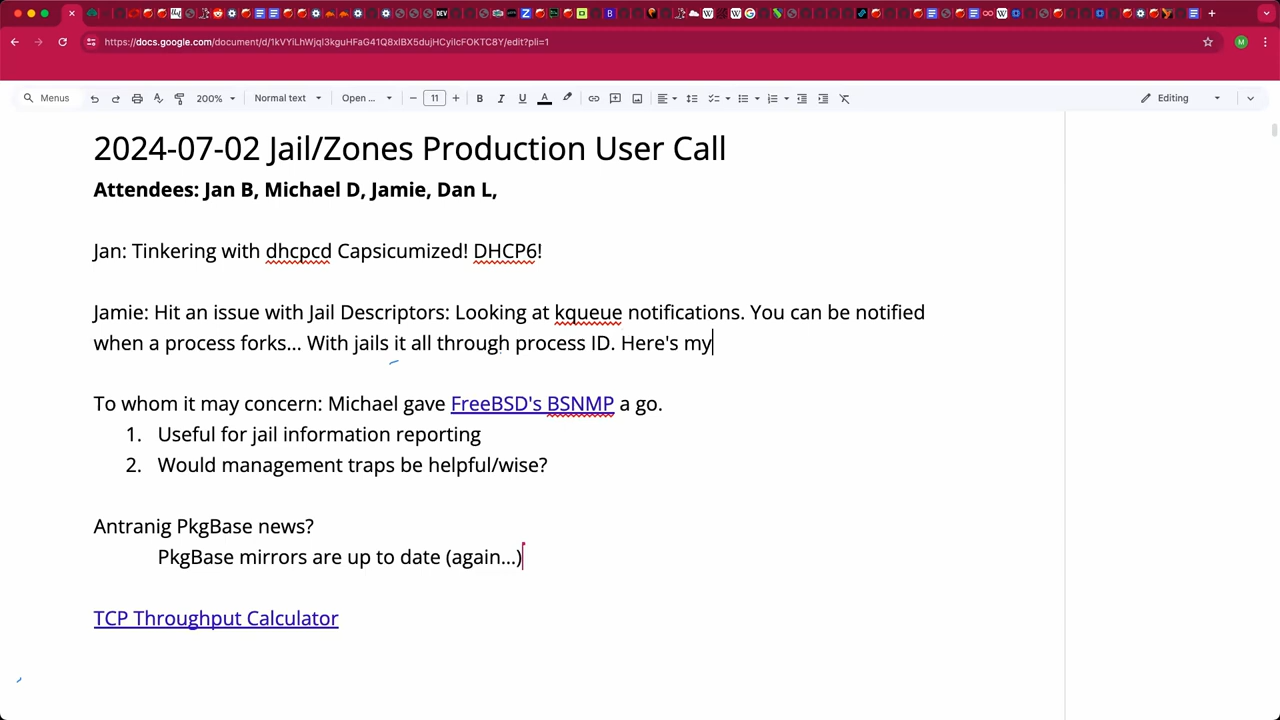 https://docs.google.com/document/d/1kVYiLhWjqI3kguHFaG41Q8xIBX5dujHCyiIcFOKTC8Y/edit?pli=1
Menus 200% Normal text Open ... 11 B I U A Editing
2024-07-02 Jail/Zones Production User Call
Attendees: Jan B, Michael D, Jamie, Dan L,
Jan: Tinkering with dhcpcd Capsicumized! DHCP6!
Jamie: Hit an issue with Jail Descriptors: Looking at kqueue notifications. You can be notified
when a process forks... With jails it all through process ID. Here's my
To whom it may concern: Michael gave FreeBSD's BSNMP a go.
1. Useful for jail information reporting
2. Would management traps be helpful/wise?
Antranig PkgBase news?
PkgBase mirrors are up to date (again...)
TCP Throughput Calculator